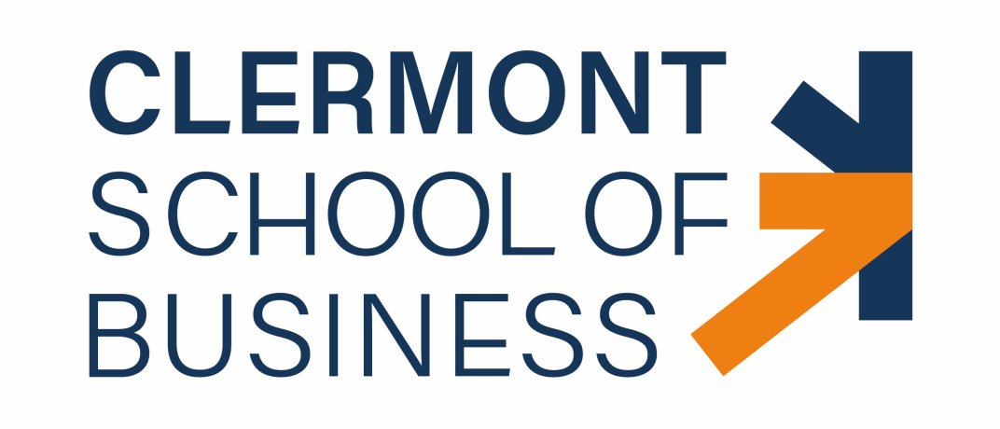 CLERMONT
SCHOOL OF
BUSINESS